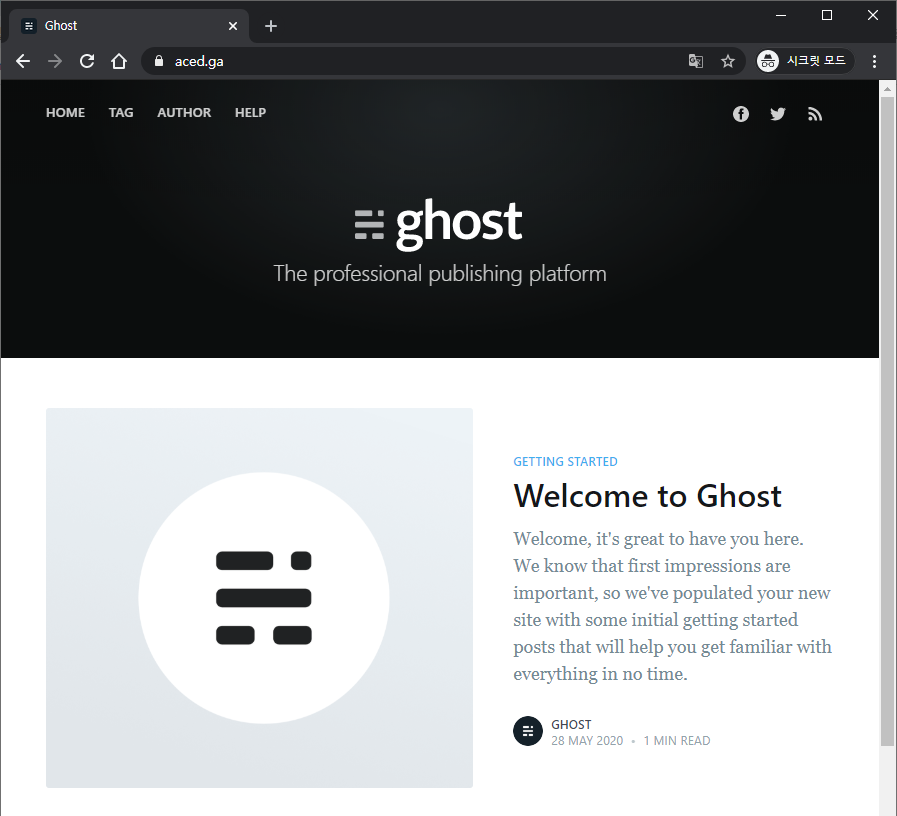 Ghost
aced.ga
시크릿 모드
HOME TAG AUTHOR HELP
ghost
The professional publishing platform
GETTING STARTED
Welcome to Ghost
Welcome, it's great to have you here.
We know that first impressions are
important, so we've populated your new
site with some initial getting started
posts that will help you get familiar with
everything in no time.
GHOST
28 MAY 2020 • 1 MIN READ